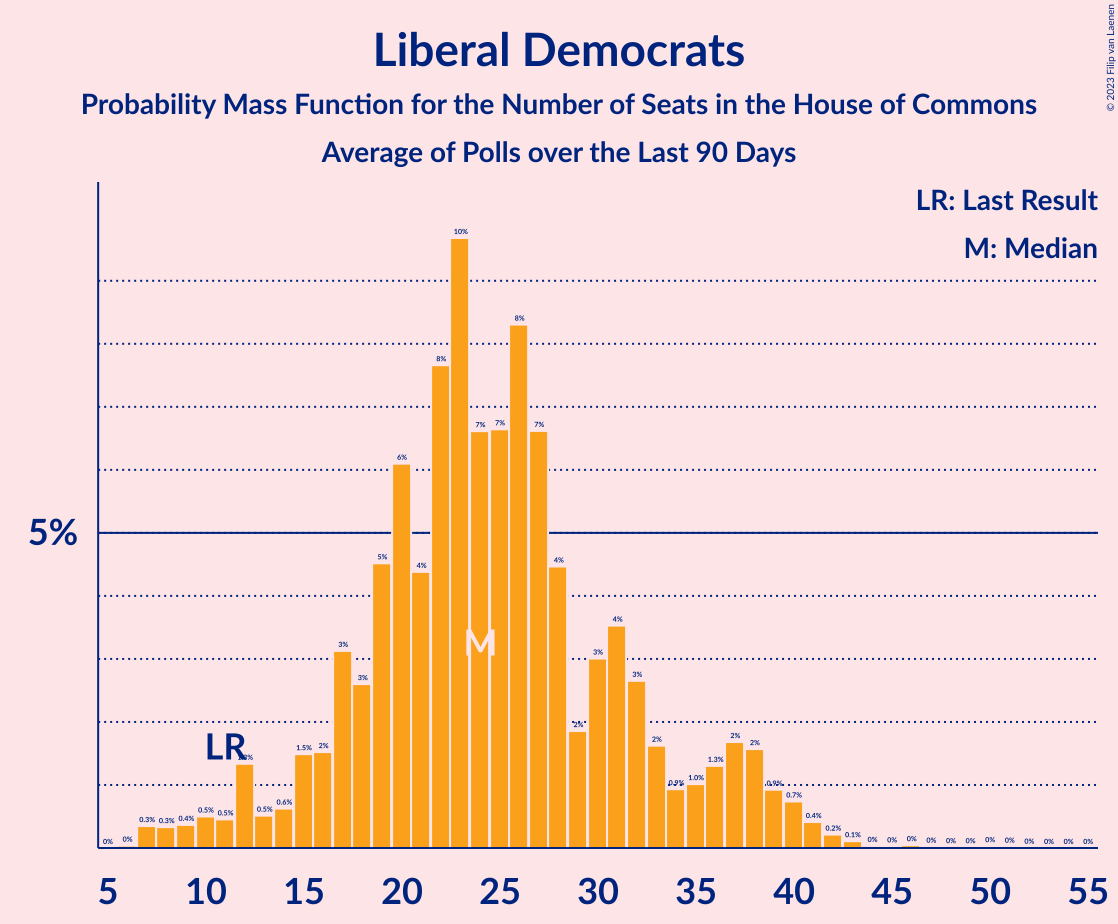 Liberal Democrats
Probability Mass Function for the Number of Seats in the House of Commons
Average of Polls over the Last 90 Days
© 2023 Filip van Laenen
LR: Last Result
M: Median
5%
LR
M
0% 0% 0.3% 0.3% 0.4% 0.5% 0.5% 0.5% 0.6% 1.5% 2% 3% 3% 5% 6% 4% 8% 10% 7% 7% 8% 7% 4% 2% 3% 4% 3% 2% 0.9% 1.0% 1.3% 2% 2% 0.9% 0.7% 0.4% 0.2% 0.1% 0% 0% 0% 0% 0% 0% 0% 0% 0% 0% 0% 0%
5 10 15 20 25 30 35 40 45 50 55